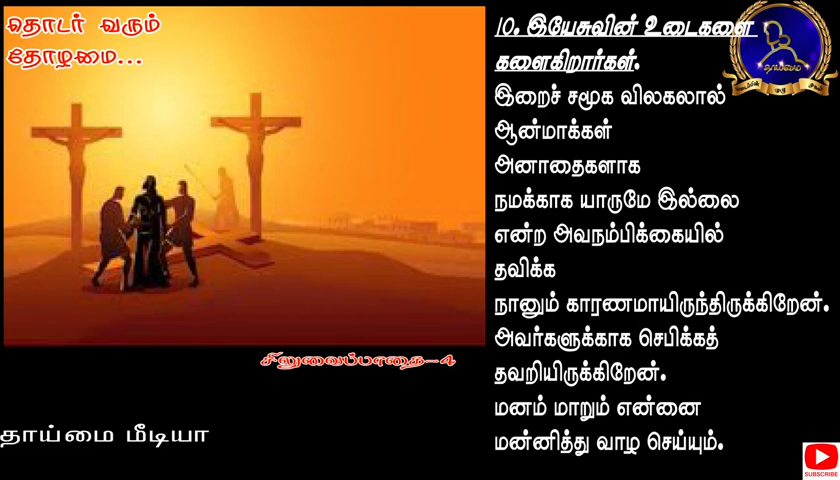 தொடர் வரும்
தோழமை...
10. இயேசுவின் உடைகளை
களைகிறார்கள்.
இறைச் சமூக விலகலால்
ஆன்மாக்கள்
அனாதைகளாக
நமக்காக யாருமே இல்லை
என்ற அவநம்பிக்கையில்
தவிக்க
நானும் காரணமாயிருந்திருக்கிறேன்.
அவர்களுக்காக செபிக்கத்
தவறியிருக்கிறேன்.
மனம் மாறும் என்னை
மன்னித்து வாழ செய்யும்.
சிலுவைப்பாதை-4
தாய்மை மீடியா
தாய்மை
SUBSCRIBE